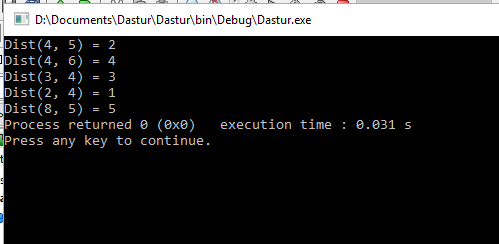 D:\Documents\Dastur\Dastur\bin\Debug\Dastur.exe
Dist(4, 5) = 2
Dist(4, 6) = 4
Dist(3, 4) = 3
Dist(2, 4) = 1
Dist(8, 5) = 5
Process returned 0 (0x0)   execution time : 0.031 s
Press any key to continue.